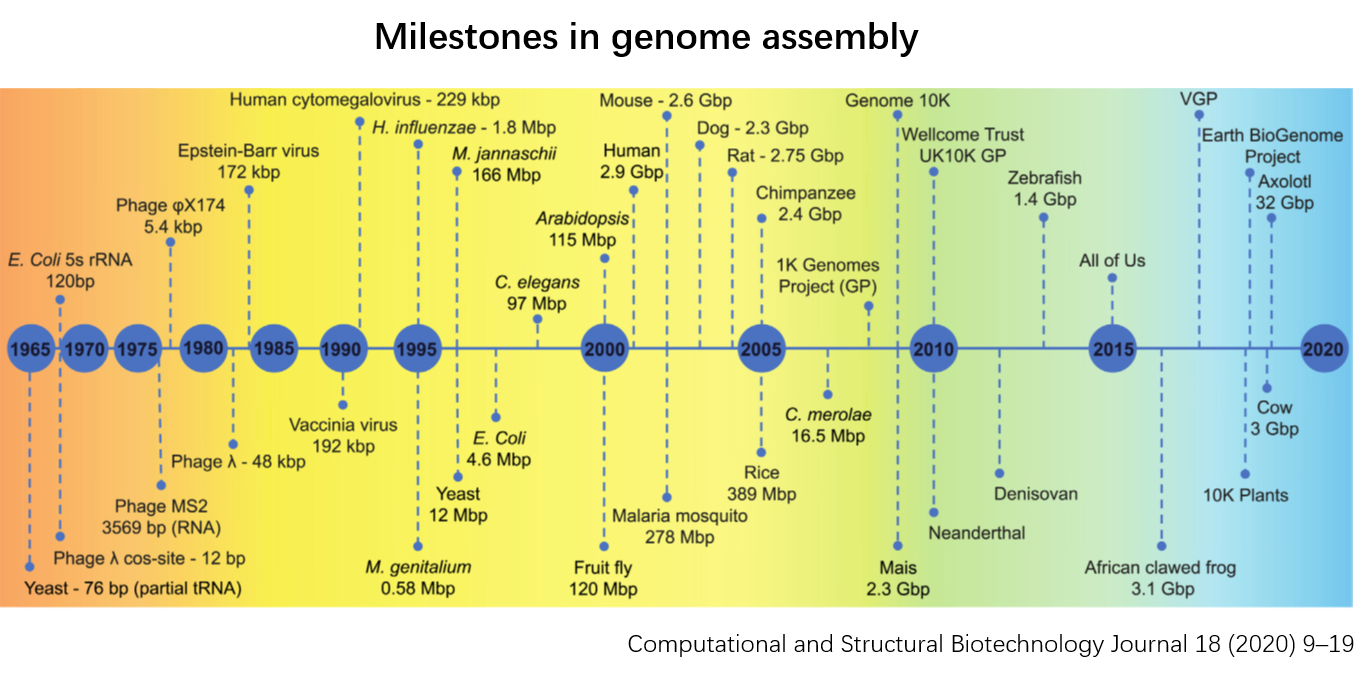 Milestones in genome assembly
Human cytomegalovirus - 229 kbp
Mouse - 2.6 Gbp
Genome 10K
VGP
H. influenzae - 1.8 Mbp
Dog - 2.3 Gbp
Wellcome Trust
UK10K GP
Earth BioGenome
Project
Epstein-Barr virus
172 kbp
M. jannaschii
166 Mbp
Human
2.9 Gbp
Rat - 2.75 Gbp
Zebrafish
1.4 Gbp
Axolotl
32 Gbp
Phage φX174
5.4 kbp
Arabidopsis
115 Mbp
Chimpanzee
2.4 Gbp
E. Coli 5s rRNA
120bp
C. elegans
97 Mbp
1K Genomes
Project (GP)
All of Us
1965
1970
1975
1980
1985
1990
1995
2000
2005
2010
2015
2020
Phage λ - 48 kbp
Vaccinia virus
192 kbp
E. Coli
4.6 Mbp
C. merolae
16.5 Mbp
Cow
3 Gbp
Phage MS2
3569 bp (RNA)
Yeast
12 Mbp
Rice
389 Mbp
Denisovan
10K Plants
Malaria mosquito
278 Mbp
Neanderthal
Phage λ cos-site - 12 bp
Yeast - 76 bp (partial tRNA)
M. genitalium
0.58 Mbp
Fruit fly
120 Mbp
Mais
2.3 Gbp
African clawed frog
3.1 Gbp
Computational and Structural Biotechnology Journal 18 (2020) 9–19